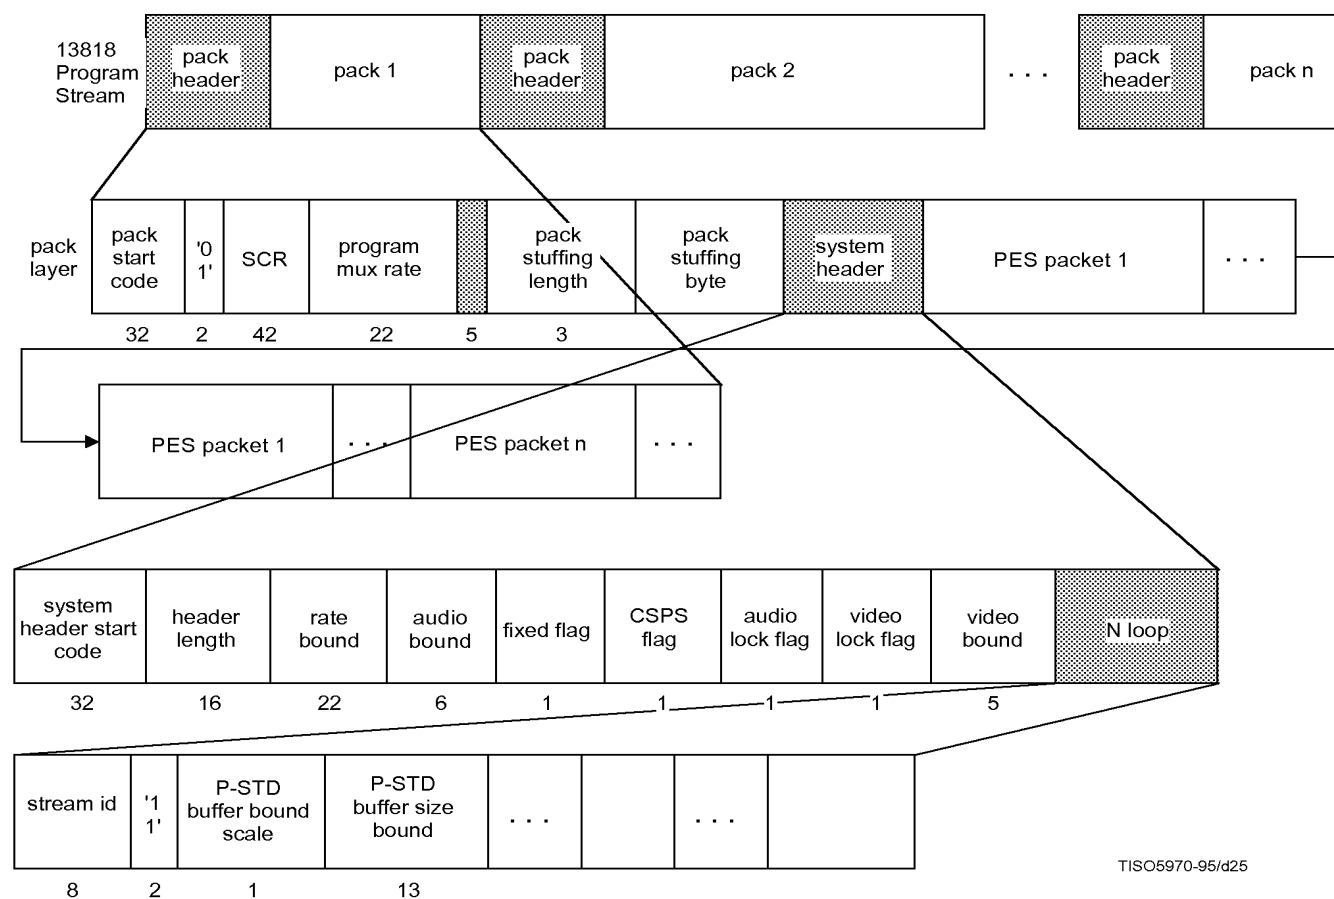 13818
Program
Stream
pack
header
pack 1
pack
header
pack 2
. . .
pack
header
pack n
pack
layer
pack
start
code
'0
1'
SCR
program
mux rate
pack
stuffing
length
pack
stuffing
byte
system
header
PES packet 1
. . .
32
2
42
22
5
3
PES packet 1
. . .
PES packet n
. . .
system
header start
code
header
length
rate
bound
audio
bound
fixed flag
CSPS
flag
audio
lock flag
video
lock flag
video
bound
N loop
32
16
22
6
1
1
1
1
5
stream id
'1
1'
P-STD
buffer bound
scale
P-STD
buffer size
bound
. . .
. . .
8
2
1
13
TISO5970-95/d25